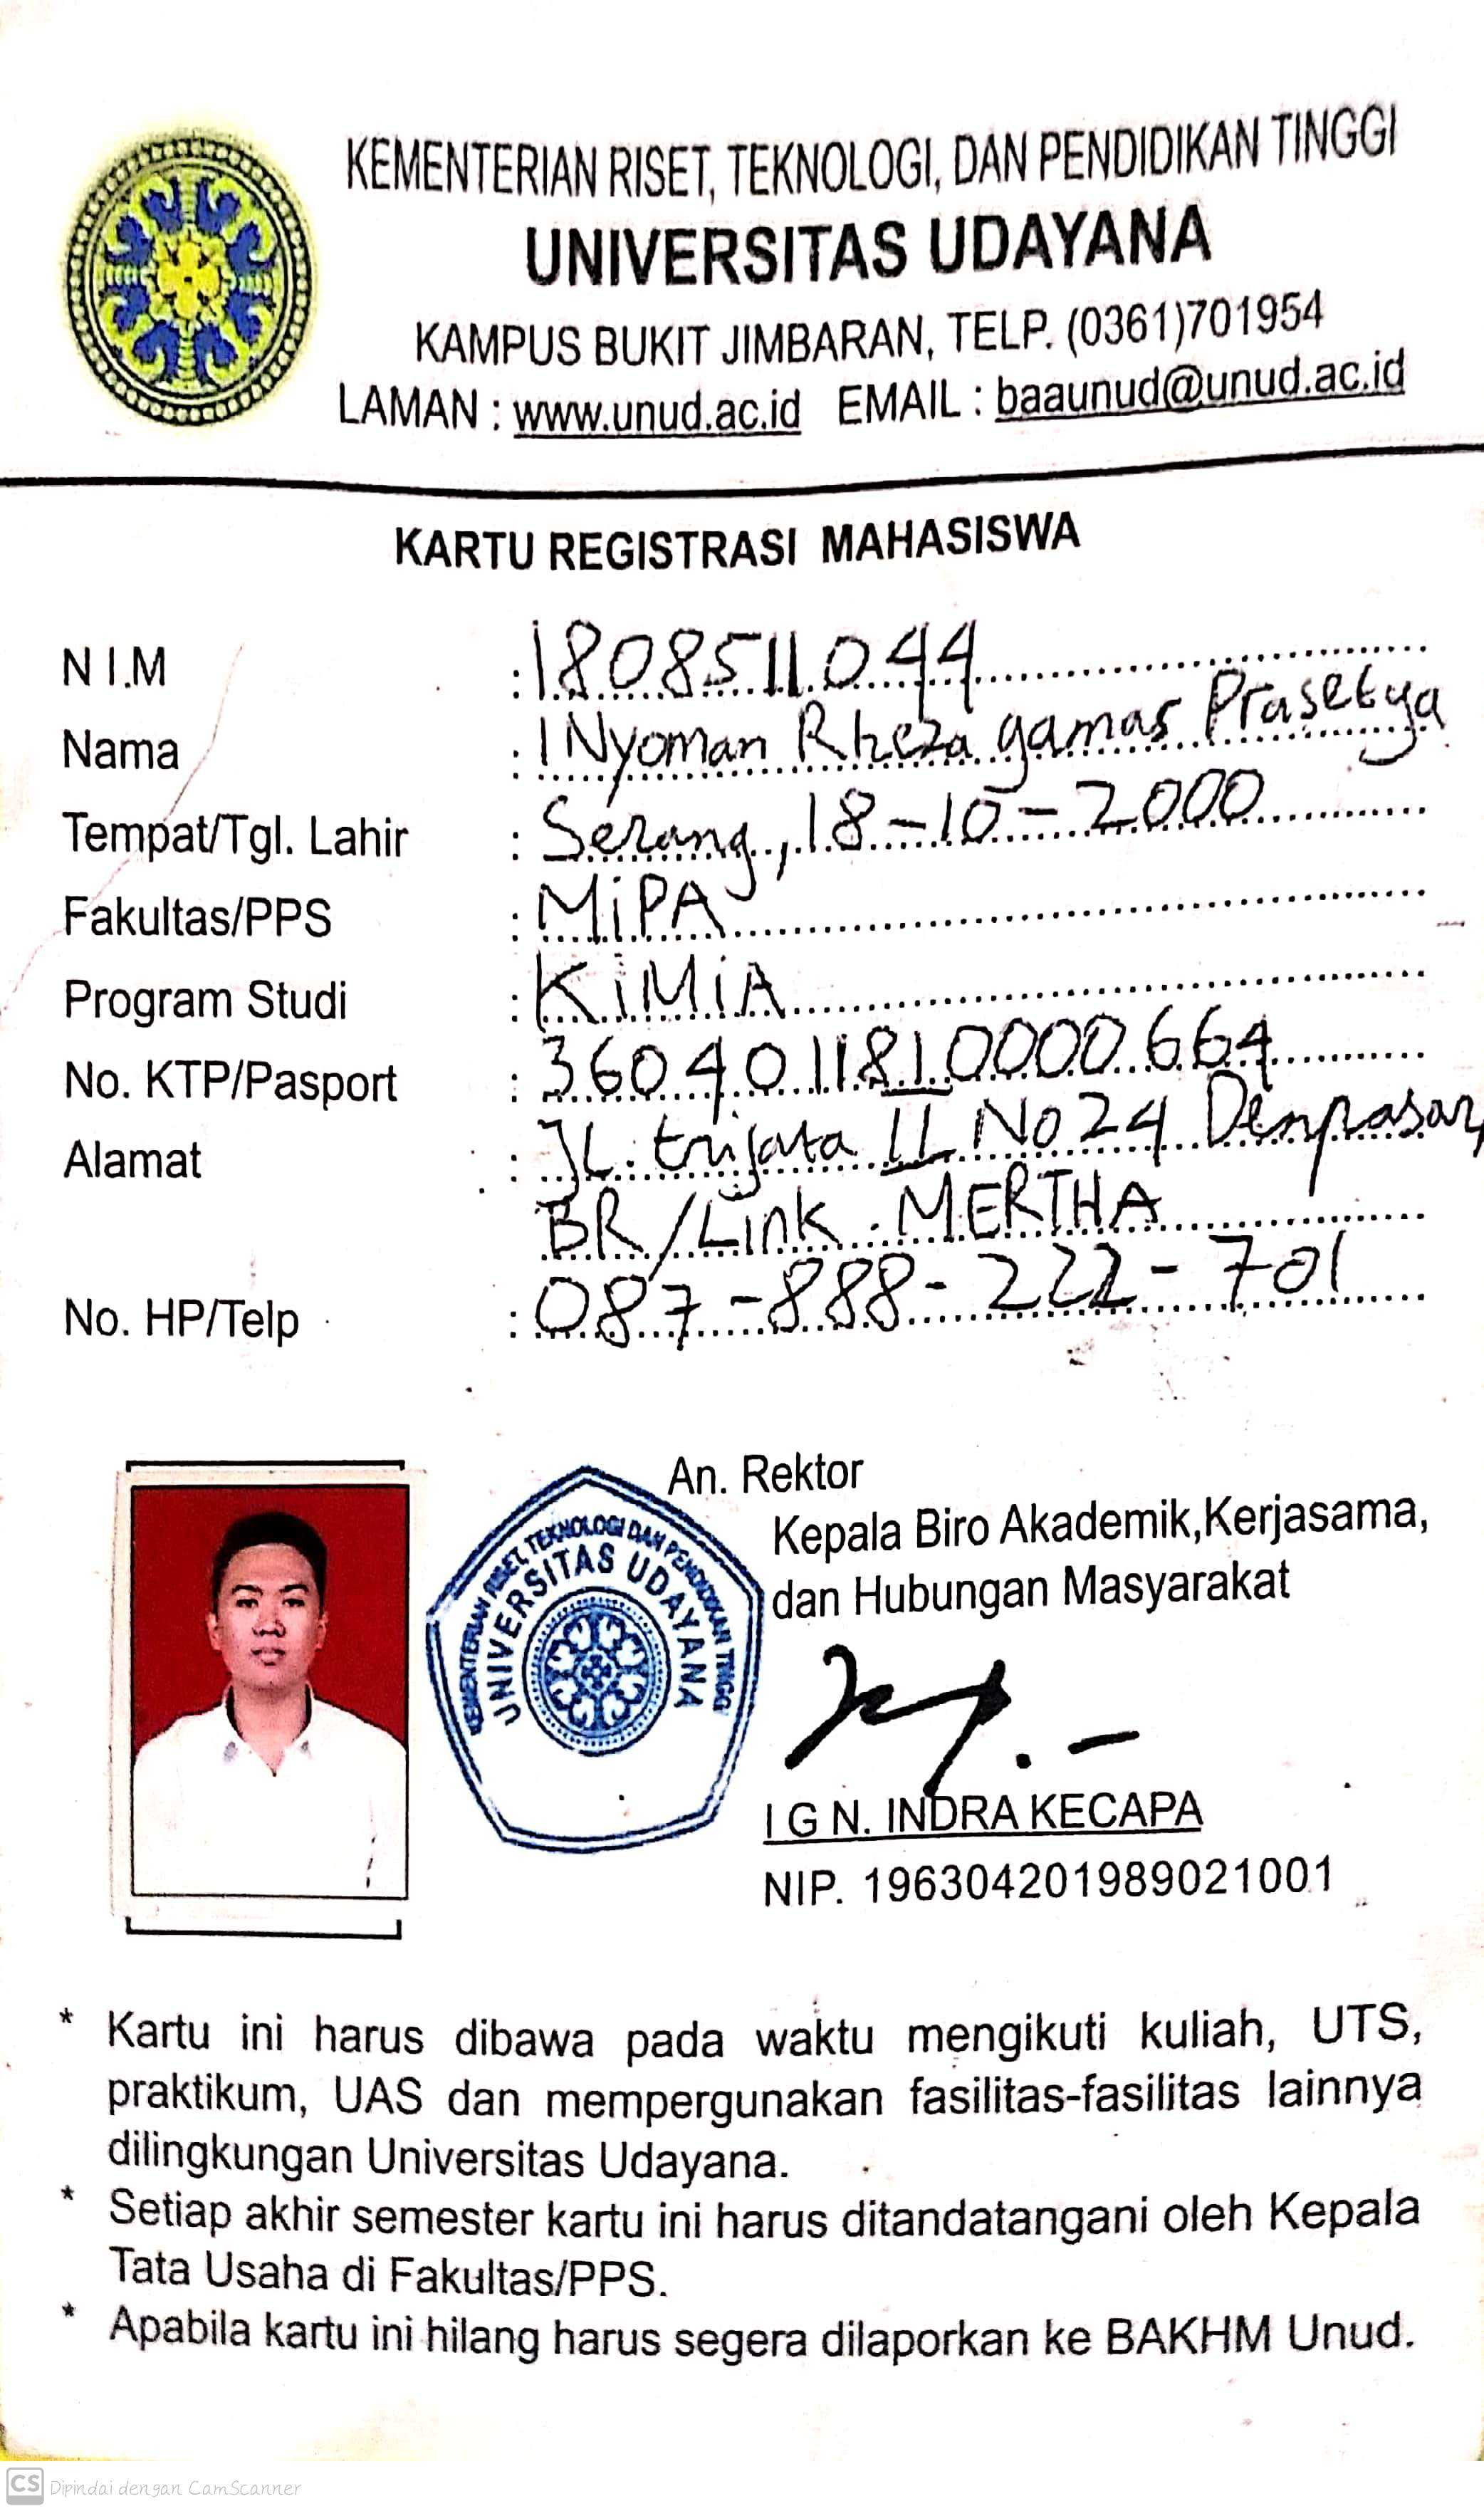 KEMENTERIAN RISET, TEKNOLOGI, DAN PENDIDIKAN TINGGI
UNIVERSITAS UDAYANA
KAMPUS BUKIT JIMBARAN, TELP. (0361)701954
LAMAN : www.unud.ac.id EMAIL : baaunud@unud.ac.id
KARTU REGISTRASI MAHASISWA
N I.M : 1808511044
Nama : I Nyoman Rheza gamas Prasetya
Tempat/Tgl. Lahir : Serang, 18-10-2000
Fakultas/PPS : MiPA
Program Studi : KiMiA
No. KTP/Pasport : 3604011810000664
Alamat : JL. trijata II No 24 Denpasar,
BR/Link. MERTHA
No. HP/Telp : 087-888-222-701
An. Rektor
Kepala Biro Akademik,Kerjasama,
dan Hubungan Masyarakat
KEMENTERIAN RISET, TEKNOLOGI DAN PENDIDIKAN TINGGI
UNIVERSITAS UDAYANA
I G N. INDRA KECAPA
NIP. 196304201989021001
* Kartu ini harus dibawa pada waktu mengikuti kuliah, UTS,
praktikum, UAS dan mempergunakan fasilitas-fasilitas lainnya
dilingkungan Universitas Udayana.
* Setiap akhir semester kartu ini harus ditandatangani oleh Kepala
Tata Usaha di Fakultas/PPS.
* Apabila kartu ini hilang harus segera dilaporkan ke BAKHM Unud.
CS Dipindai dengan CamScanner